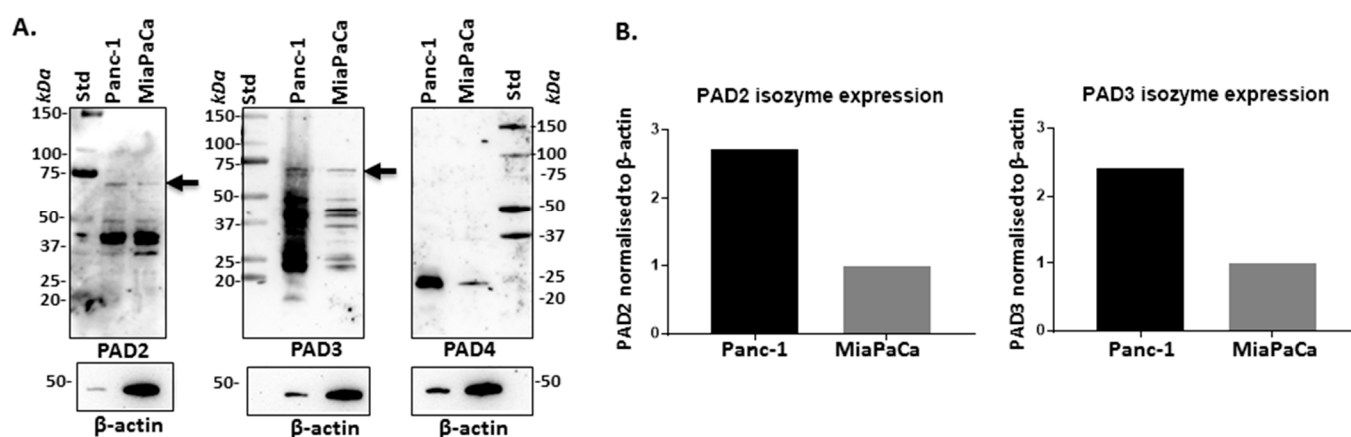 A.
kDa
Std
Panc-1
MiaPaCa
150-
100-
75-
50-
37-
25-
20-
PAD2
50-
β-actin
kDa
Std
Panc-1
MiaPaCa
150-
100-
75-
50-
37-
25-
20-
PAD3
50-
β-actin
Panc-1
MiaPaCa
Std
kDa
-150
-100
-75
-50
-37
-25
-20
PAD4
-50
β-actin
B.
PAD2 isozyme expression
PAD2 normalised to β-actin
3
2
1
0
Panc-1 MiaPaCa
PAD3 isozyme expression
PAD3 normalised to β-actin
3
2
1
0
Panc-1 MiaPaCa